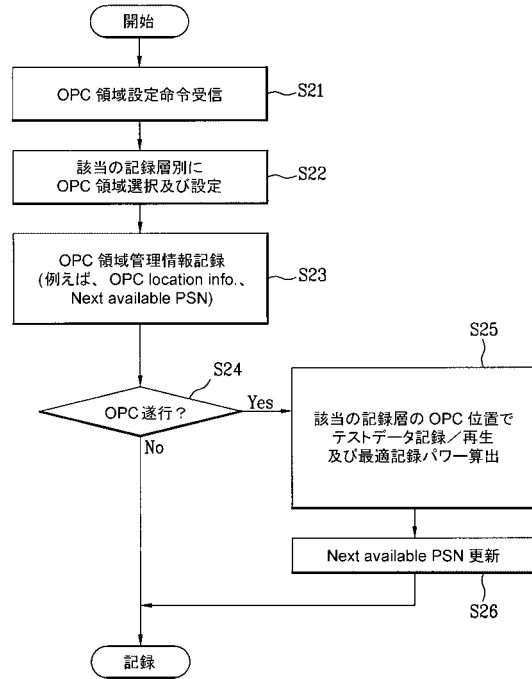 開始
OPC 領域設定命令受信
S21
該当の記録層別に
OPC 領域選択及び設定
S22
OPC 領域管理情報記録
(例えば、OPC location info.、
Next available PSN)
S23
S24
OPC 遂行？
Yes
No
S25
該当の記録層の OPC 位置で
テストデータ記録／再生
及び最適記録パワー算出
Next available PSN 更新
S26
記録